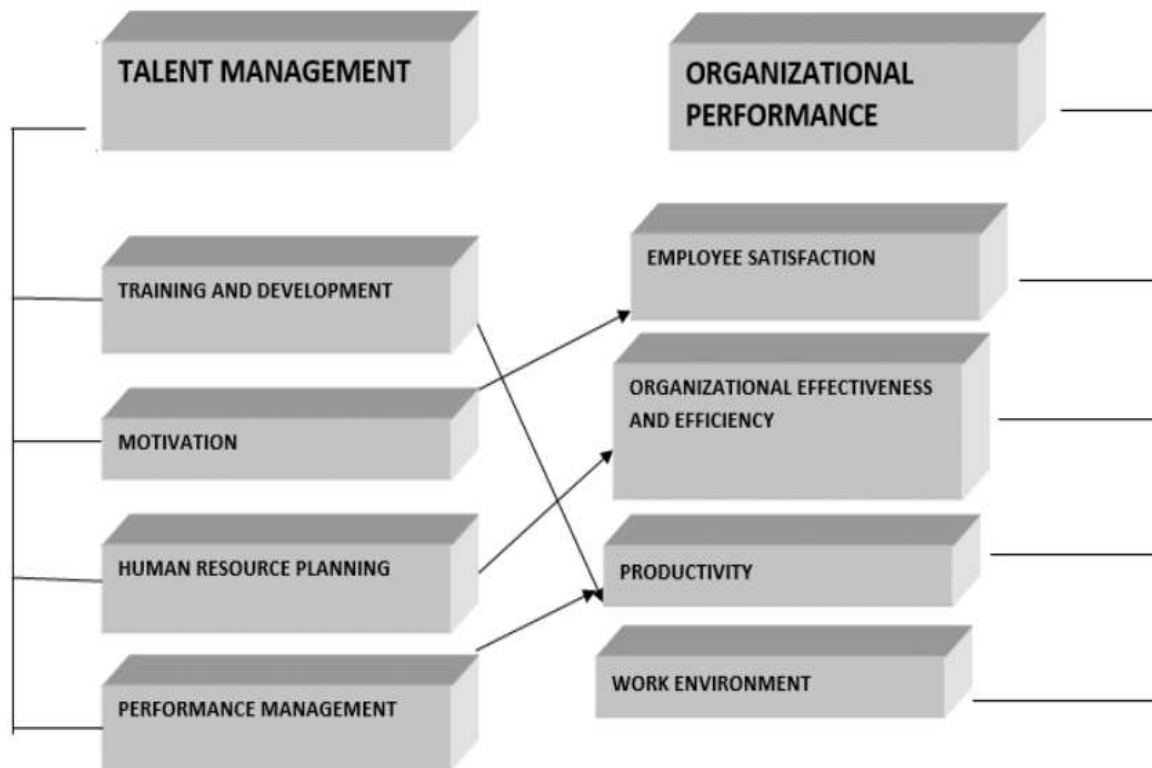 TALENT MANAGEMENT
ORGANIZATIONAL
PERFORMANCE
TRAINING AND DEVELOPMENT
MOTIVATION
HUMAN RESOURCE PLANNING
PERFORMANCE MANAGEMENT
EMPLOYEE SATISFACTION
ORGANIZATIONAL EFFECTIVENESS
AND EFFICIENCY
PRODUCTIVITY
WORK ENVIRONMENT